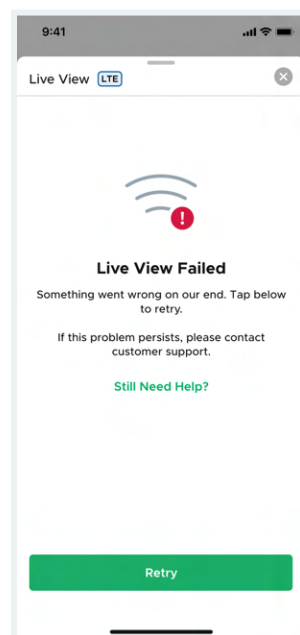 9:41
Live View LTE
Live View Failed
Something went wrong on our end. Tap below
to retry.
If this problem persists, please contact
customer support.
Still Need Help?
Retry